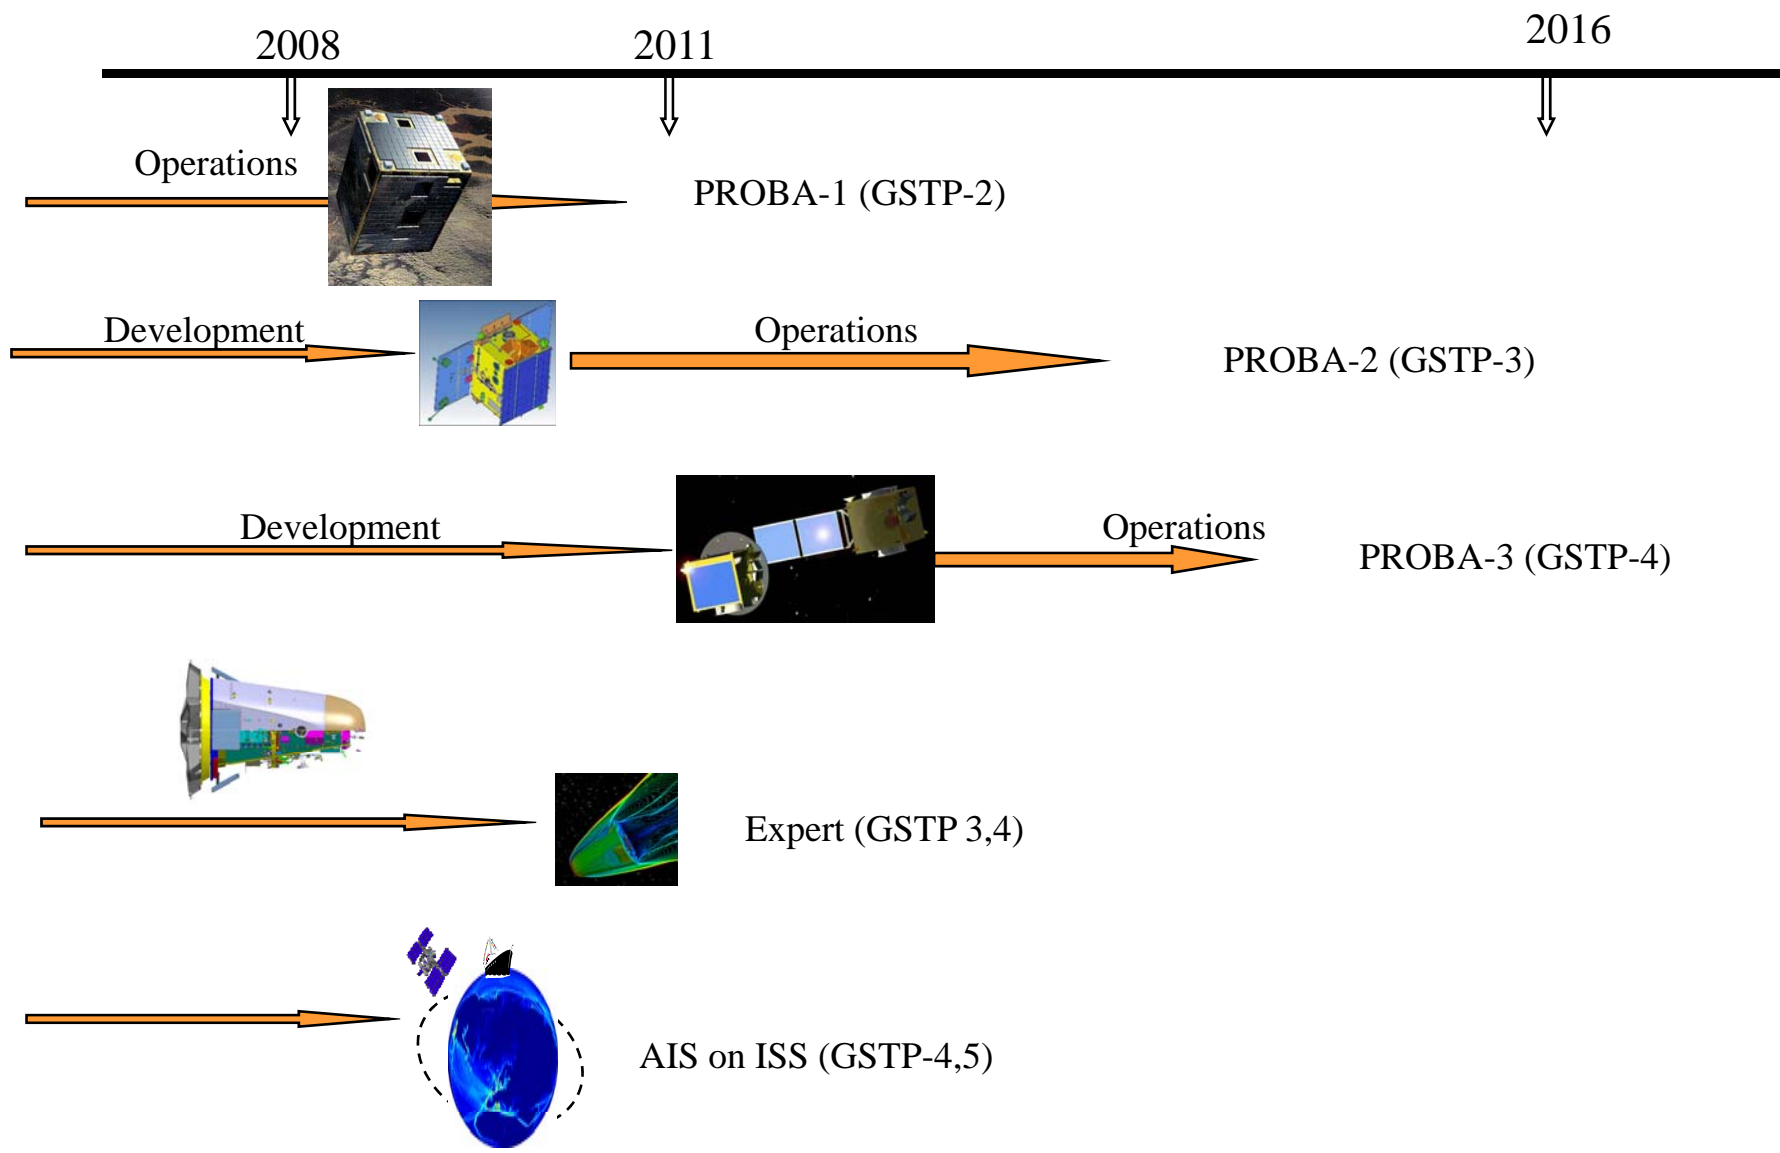 2008
2011
2016
Operations
PROBA-1 (GSTP-2)
Development
Operations
PROBA-2 (GSTP-3)
Development
Operations
PROBA-3 (GSTP-4)
Expert (GSTP 3,4)
AIS on ISS (GSTP-4,5)